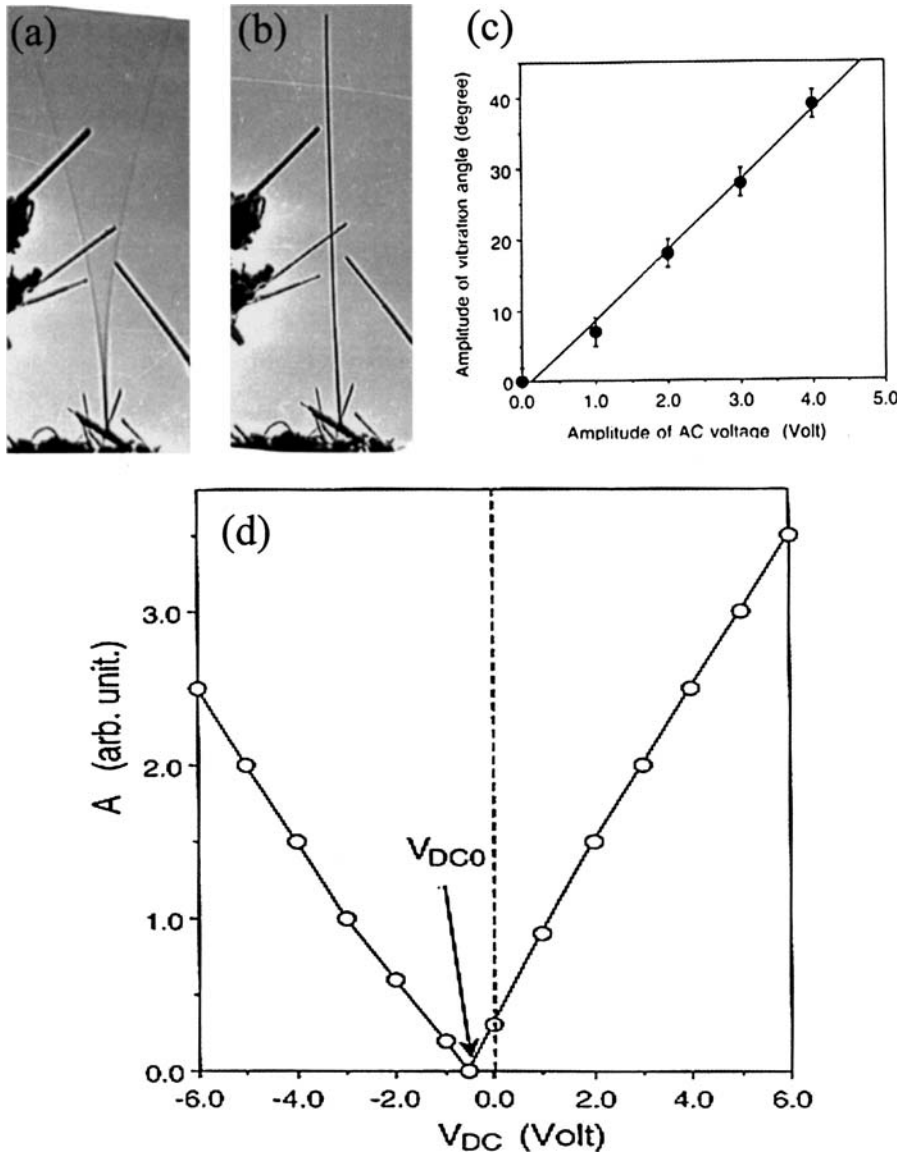 (a)
(b)
(c)
Amplitude of vibration angle (degree)
40
30
20
10
0
0.0 1.0 2.0 3.0 4.0 5.0
Amplitude of AC voltage (Volt)
(d)
A (arb. unit.)
3.0
2.0
1.0
0.0
VDC0
-6.0 -4.0 -2.0 0.0 2.0 4.0 6.0
VDC (Volt)